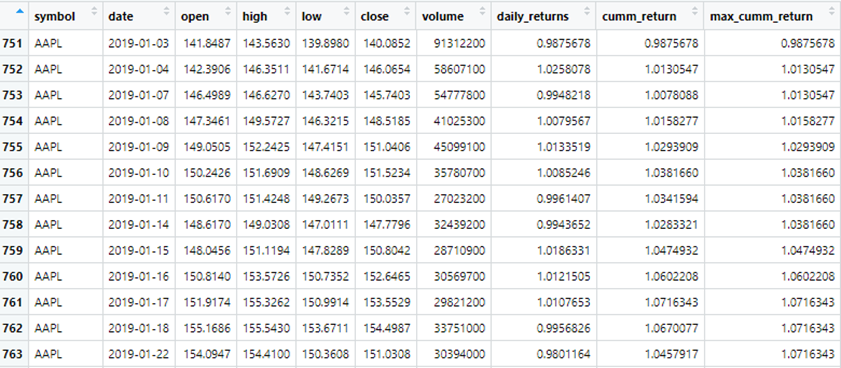 symbol date open high low close volume daily_returns cumm_return max_cumm_return
751 AAPL 2019-01-03 141.8487 143.5630 139.8980 140.0852 91312200 0.9875678 0.9875678 0.9875678
752 AAPL 2019-01-04 142.3906 146.3511 141.6714 146.0654 58607100 1.0258078 1.0130547 1.0130547
753 AAPL 2019-01-07 146.4989 146.6270 143.7403 145.7403 54777800 0.9948218 1.0078088 1.0130547
754 AAPL 2019-01-08 147.3461 149.5727 146.3215 148.5185 41025300 1.0079567 1.0158277 1.0158277
755 AAPL 2019-01-09 149.0505 152.2425 147.4151 151.0406 45099100 1.0133519 1.0293909 1.0293909
756 AAPL 2019-01-10 150.2426 151.6909 148.6269 151.5234 35780700 1.0085246 1.0381660 1.0381660
757 AAPL 2019-01-11 150.6170 151.4248 149.2673 150.0357 27023200 0.9961407 1.0341594 1.0381660
758 AAPL 2019-01-14 148.6170 149.0308 147.0111 147.7796 32439200 0.9943652 1.0283321 1.0381660
759 AAPL 2019-01-15 148.0456 151.1194 147.8289 150.8042 28710900 1.0186331 1.0474932 1.0474932
760 AAPL 2019-01-16 150.8140 153.5726 150.7352 152.6465 30569700 1.0121505 1.0602208 1.0602208
761 AAPL 2019-01-17 151.9174 155.3262 150.9914 153.5529 29821200 1.0107653 1.0716343 1.0716343
762 AAPL 2019-01-18 155.1686 155.5430 153.6711 154.4987 33751000 0.9956826 1.0670077 1.0716343
763 AAPL 2019-01-22 154.0947 154.4100 150.3608 151.0308 30394000 0.9801164 1.0457917 1.0716343